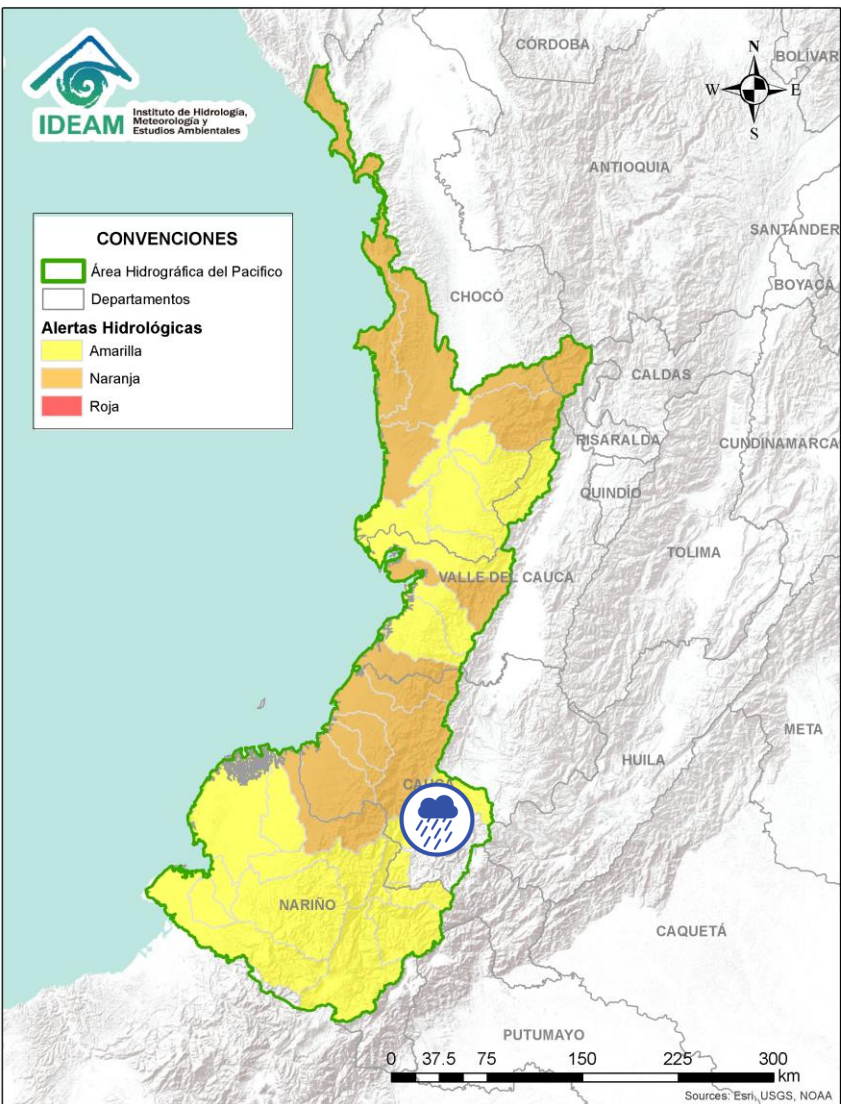 IDEAM
Instituto de Hidrología,
Meteorología y
Estudios Ambientales
CONVENCIONES
Área Hidrográfica del Pacifico
Departamentos
Alertas Hidrológicas
Amarilla
Naranja
Roja
N
W E
S
CÓRDOBA
BOLÍVAR
ANTIOQUIA
SANTANDER
BOYACÁ
CHOCÓ
CALDAS
RISARALDA
CUNDINAMARCA
QUINDÍO
TOLIMA
VALLE DEL CAUCA
META
HUILA
CAUCA
NARIÑO
CAQUETÁ
PUTUMAYO
0 37.5 75 150 225 300
km
Sources: Esri, USGS, NOAA